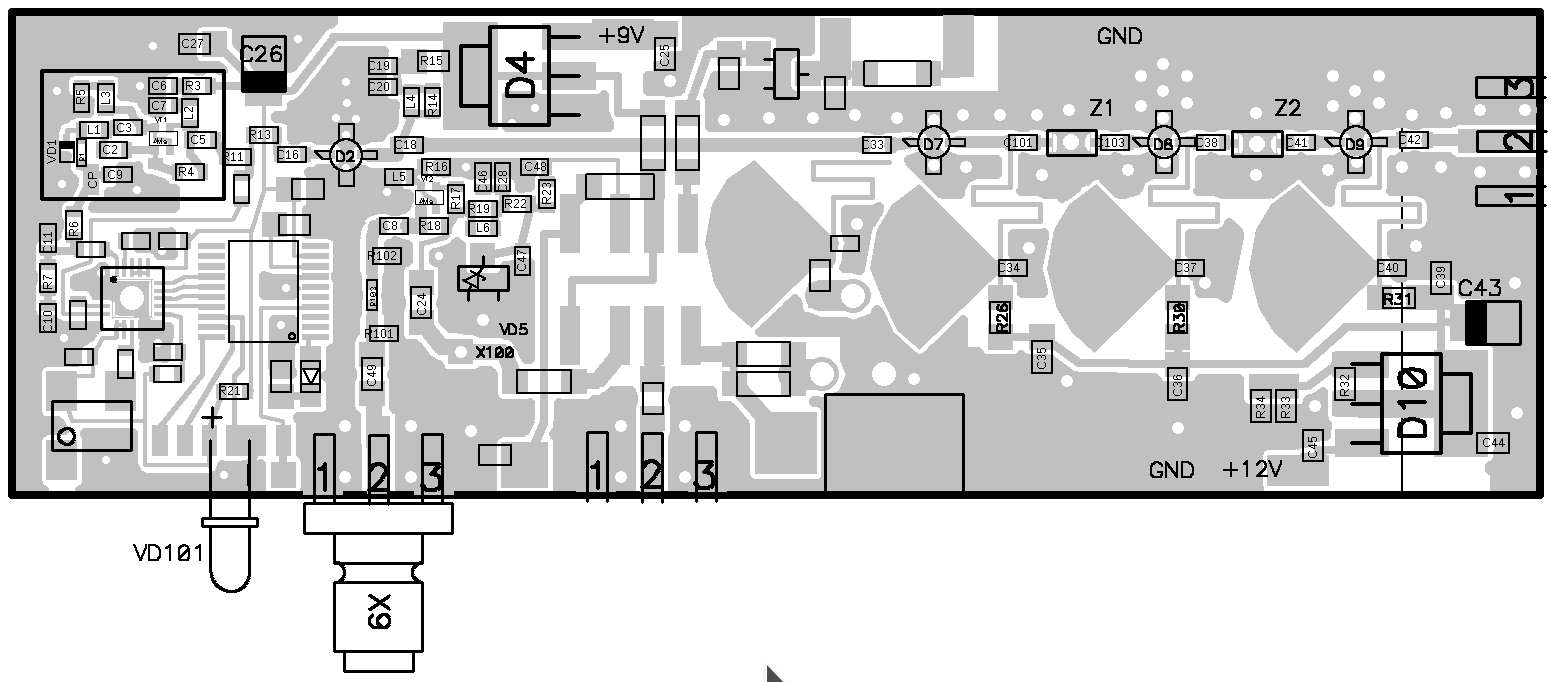 C27
C26
+9V
GND
C25
C19
R15
C20
D4
C6
R3
R5
L3
C7
L4
R14
L2
3
Z1
Z2
L1
C3
C5
R13
VD1
C2
R11
C16
D2
C18
C33
D7
C101
C103
D8
C38
C41
D9
C42
2
CP
C9
R4
L5
R16
C46
C28
C48
R17
R23
R22
R19
1
C11
R6
C8
R18
L6
R102
C47
R7
C34
C37
C40
C39
C24
R26
R30
R31
C43
C10
R101
VD5
X100
C35
C49
C36
R21
R32
R34
R33
D10
+
C45
C44
1
2
3
1
2
3
GND
+12V
VD101
6X